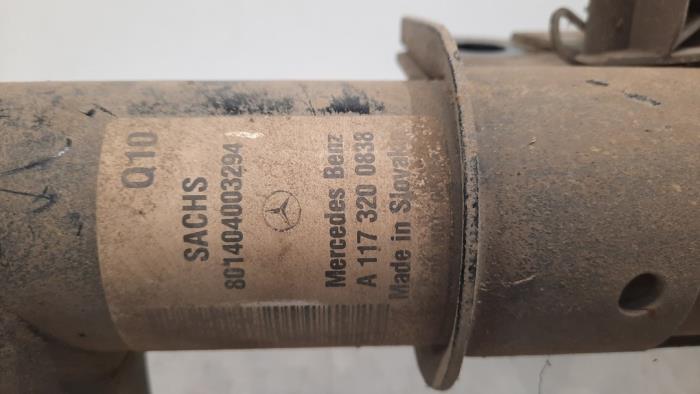 Q10
SACHS
801404003294
Mercedes Benz
A 117 320 0838
Made in Slovak